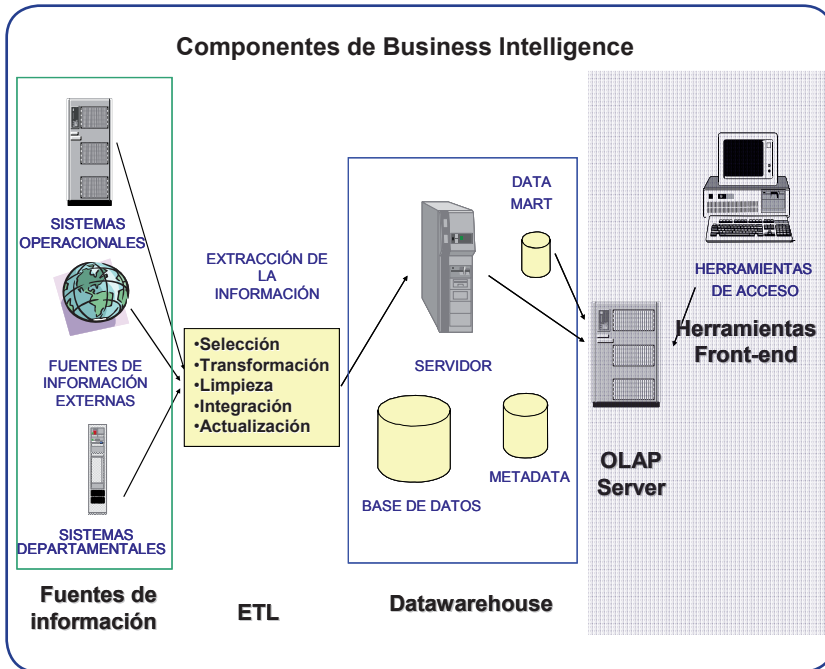 Componentes de Business Intelligence
SISTEMAS
OPERACIONALES
FUENTES DE
INFORMACIÓN
EXTERNAS
SISTEMAS
DEPARTAMENTALES
Fuentes de
información
EXTRACCIÓN DE
LA
INFORMACIÓN
•Selección
•Transformación
•Limpieza
•Integración
•Actualización
ETL
DATA
MART
SERVIDOR
BASE DE DATOS
METADATA
Datawarehouse
HERRAMIENTAS
DE ACCESO
Herramientas
Front-end
OLAP
Server